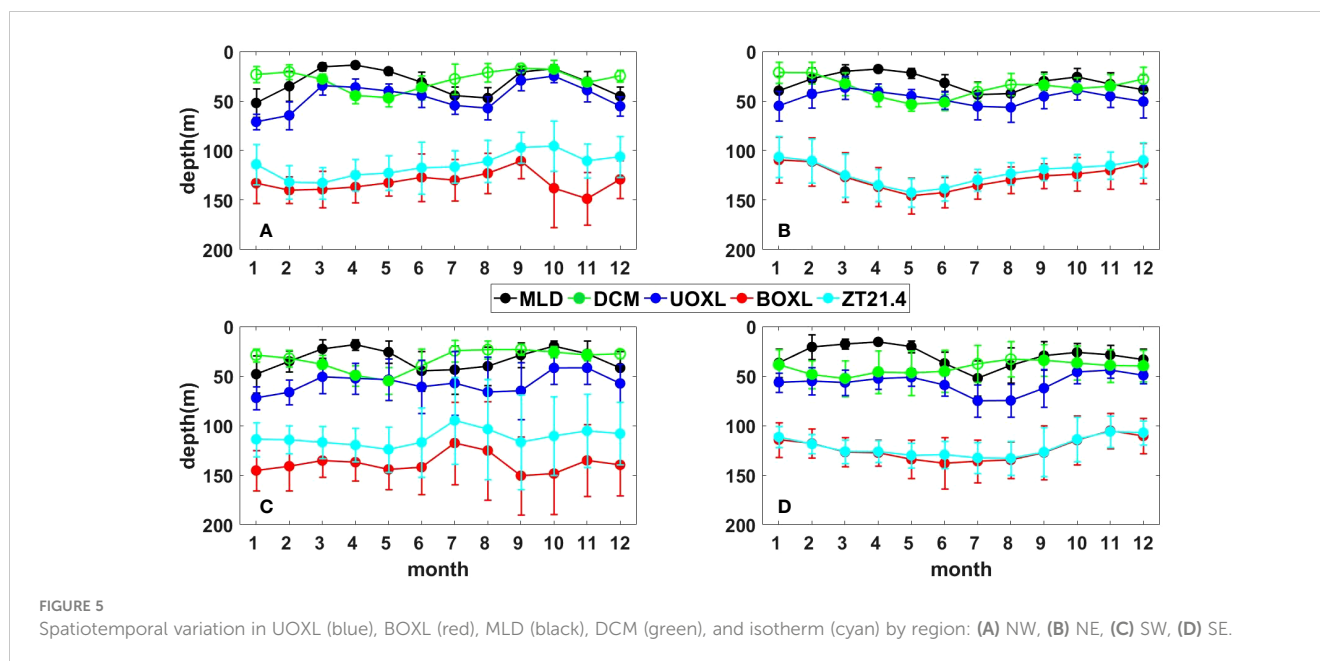 0
50
100
150
200
depth(m)
A
1 2 3 4 5 6 7 8 9 10 11 12
0
50
100
150
200
B
1 2 3 4 5 6 7 8 9 10 11 12
MLD DCM UOXL BOXL ZT21.4
0
50
100
150
200
depth(m)
C
1 2 3 4 5 6 7 8 9 10 11 12
month
0
50
100
150
200
D
1 2 3 4 5 6 7 8 9 10 11 12
month
FIGURE 5
Spatiotemporal variation in UOXL (blue), BOXL (red), MLD (black), DCM (green), and isotherm (cyan) by region: (A) NW, (B) NE, (C) SW, (D) SE.